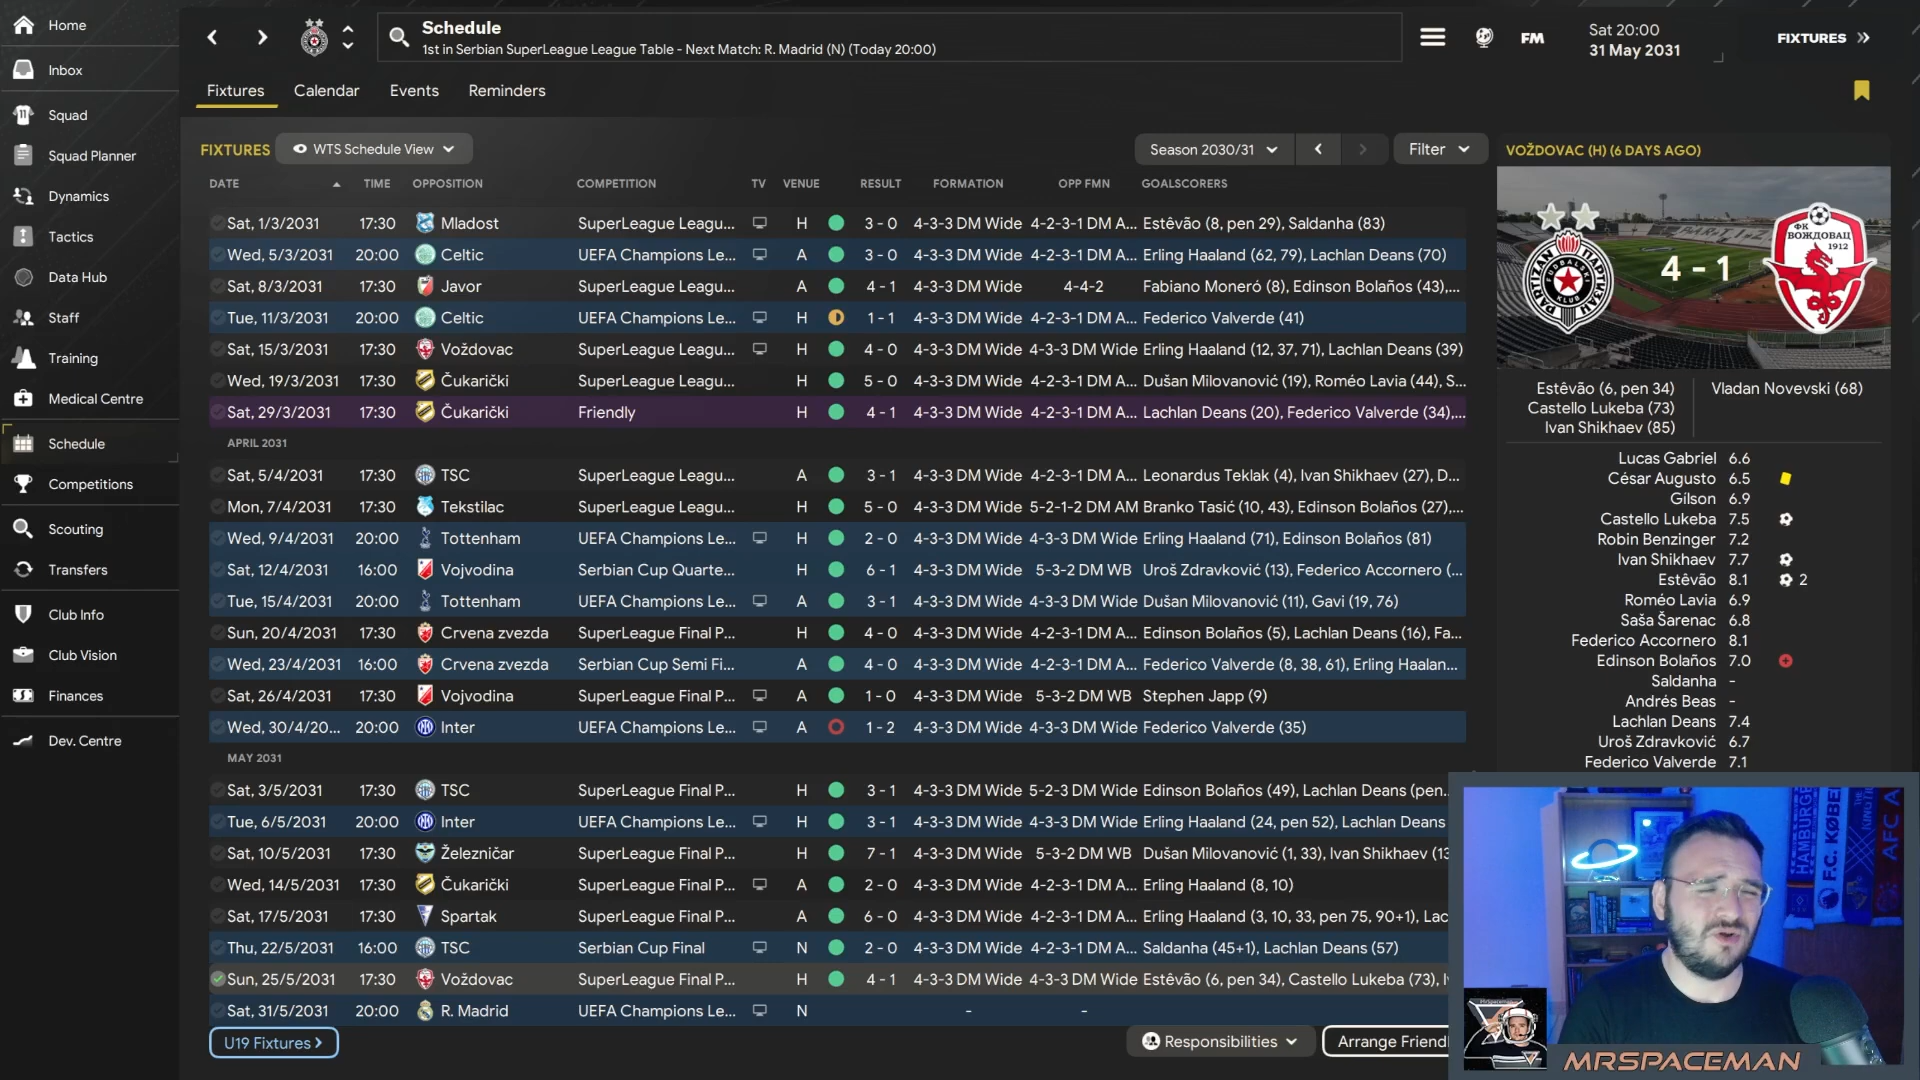 Home
Schedule
1st in Serbian SuperLeague League Table - Next Match: R. Madrid (N) (Today 20:00)
FM
Sat 20:00
31 May 2031
FIXTURES
Inbox
Squad
Squad Planner
Dynamics
Tactics
Data Hub
Staff
Training
Medical Centre
Schedule
Competitions
Scouting
Transfers
Club Info
Club Vision
Finances
Dev. Centre
Fixtures Calendar Events Reminders
FIXTURES WTS Schedule View Season 2030/31 Filter
DATE TIME OPPOSITION COMPETITION TV VENUE RESULT FORMATION OPP FMN GOALSCORERS
Sat, 1/3/2031 17:30 Mladost SuperLeague Leagu... H 3 - 0 4-3-3 DM Wide 4-2-3-1 DM A... Estêvão (8, pen 29), Saldanha (83)
Wed, 5/3/2031 20:00 Celtic UEFA Champions Le... A 3 - 0 4-3-3 DM Wide 4-2-3-1 DM A... Erling Haaland (62, 79), Lachlan Deans (70)
Sat, 8/3/2031 17:30 Javor SuperLeague Leagu... A 4 - 1 4-3-3 DM Wide 4-4-2 Fabiano Moneró (8), Edinson Bolaños (43),...
Tue, 11/3/2031 20:00 Celtic UEFA Champions Le... H 1 - 1 4-3-3 DM Wide 4-2-3-1 DM A... Federico Valverde (41)
Sat, 15/3/2031 17:30 Voždovac SuperLeague Leagu... H 4 - 0 4-3-3 DM Wide 4-3-3 DM Wide Erling Haaland (12, 37, 71), Lachlan Deans (39)
Wed, 19/3/2031 17:30 Čukarički SuperLeague Leagu... H 5 - 0 4-3-3 DM Wide 4-2-3-1 DM A... Dušan Milovanović (19), Roméo Lavia (44), S...
Sat, 29/3/2031 17:30 Čukarički Friendly H 4 - 1 4-3-3 DM Wide 4-2-3-1 DM A... Lachlan Deans (20), Federico Valverde (34),...
APRIL 2031
Sat, 5/4/2031 17:30 TSC SuperLeague Leagu... A 3 - 1 4-3-3 DM Wide 4-2-3-1 DM A... Leonardus Teklak (4), Ivan Shikhaev (27), D...
Mon, 7/4/2031 17:30 Tekstilac SuperLeague Leagu... H 5 - 0 4-3-3 DM Wide 5-2-1-2 DM AM Branko Tasić (10, 43), Edinson Bolaños (27),...
Wed, 9/4/2031 20:00 Tottenham UEFA Champions Le... H 2 - 0 4-3-3 DM Wide 4-3-3 DM Wide Erling Haaland (71), Edinson Bolaños (81)
Sat, 12/4/2031 16:00 Vojvodina Serbian Cup Quarte... H 6 - 1 4-3-3 DM Wide 5-3-2 DM WB Uroš Zdravković (13), Federico Accornero (...
Tue, 15/4/2031 20:00 Tottenham UEFA Champions Le... A 3 - 1 4-3-3 DM Wide 4-3-3 DM Wide Dušan Milovanović (11), Gavi (19, 76)
Sun, 20/4/2031 17:30 Crvena zvezda SuperLeague Final P... H 4 - 0 4-3-3 DM Wide 4-2-3-1 DM A... Edinson Bolaños (5), Lachlan Deans (16), Fa...
Wed, 23/4/2031 16:00 Crvena zvezda Serbian Cup Semi Fi... A 4 - 0 4-3-3 DM Wide 4-2-3-1 DM A... Federico Valverde (8, 38, 61), Erling Haalan...
Sat, 26/4/2031 17:30 Vojvodina SuperLeague Final P... A 1 - 0 4-3-3 DM Wide 5-3-2 DM WB Stephen Japp (9)
Wed, 30/4/20... 20:00 Inter UEFA Champions Le... A 1 - 2 4-3-3 DM Wide 4-3-3 DM Wide Federico Valverde (35)
MAY 2031
Sat, 3/5/2031 17:30 TSC SuperLeague Final P... H 3 - 1 4-3-3 DM Wide 5-2-3 DM Wide Edinson Bolaños (49), Lachlan Deans (pen...
Tue, 6/5/2031 20:00 Inter UEFA Champions Le... H 3 - 1 4-3-3 DM Wide 4-3-3 DM Wide Erling Haaland (24, pen 52), Lachlan Deans
Sat, 10/5/2031 17:30 Železničar SuperLeague Final P... H 7 - 1 4-3-3 DM Wide 5-3-2 DM WB Dušan Milovanović (1, 33), Ivan Shikhaev (13
Wed, 14/5/2031 17:30 Čukarički SuperLeague Final P... A 2 - 0 4-3-3 DM Wide 4-2-3-1 DM A... Erling Haaland (8, 10)
Sat, 17/5/2031 17:30 Spartak SuperLeague Final P... A 6 - 0 4-3-3 DM Wide 4-2-3-1 DM A... Erling Haaland (3, 10, 33, pen 75, 90+1), Lac
Thu, 22/5/2031 16:00 TSC Serbian Cup Final N 2 - 0 4-3-3 DM Wide 4-2-3-1 DM A... Saldanha (45+1), Lachlan Deans (57)
Sun, 25/5/2031 17:30 Voždovac SuperLeague Final P... H 4 - 1 4-3-3 DM Wide 4-3-3 DM Wide Estêvão (6, pen 34), Castello Lukeba (73), I
Sat, 31/5/2031 20:00 R. Madrid UEFA Champions Le... N - -
U19 Fixtures Responsibilities Arrange Friendl
VOŽDOVAC (H) (6 DAYS AGO)
ФК
ВОЖДОВАЦ
1912
4 - 1
Estêvão (6, pen 34) Vladan Novevski (68)
Castello Lukeba (73)
Ivan Shikhaev (85)
Lucas Gabriel 6.6
César Augusto 6.5
Gílson 6.9
Castello Lukeba 7.5
Robin Benzinger 7.2
Ivan Shikhaev 7.7
Estêvão 8.1 2
Roméo Lavia 6.9
Saša Šarenac 6.8
Federico Accornero 8.1
Edinson Bolaños 7.0
Saldanha -
Andrés Beas -
Lachlan Deans 7.4
Uroš Zdravković 6.7
Federico Valverde 7.1
HAMBURGE
F.C. KØBE
AFC A
MRSPACEMAN